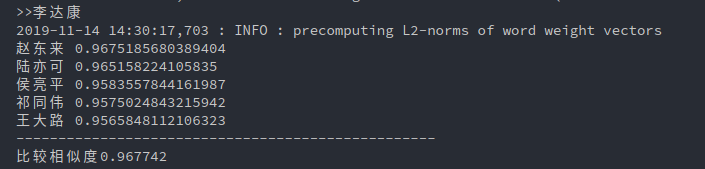 >>李达康
2019-11-14 14:30:17,703 : INFO : precomputing L2-norms of word weight vectors
赵东来 0.9675185680389404
陆亦可 0.965158224105835
侯亮平 0.9583557844161987
祁同伟 0.9575024843215942
王大路 0.9565848112106323
--------------------------------------------------
比较相似度0.967742